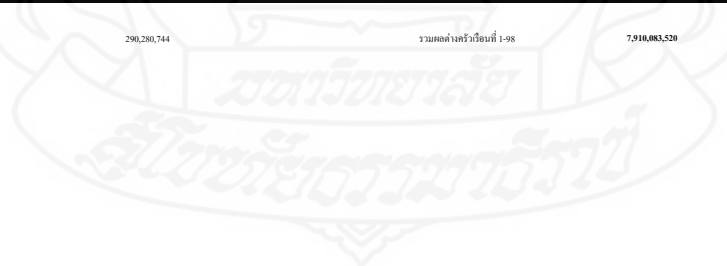 290,280,744 รวมผลต่างครัวเรือนที่ 1-98 7,910,083,520
มหาวิทยาลัย
สุโขทัยธรรมาธิราช